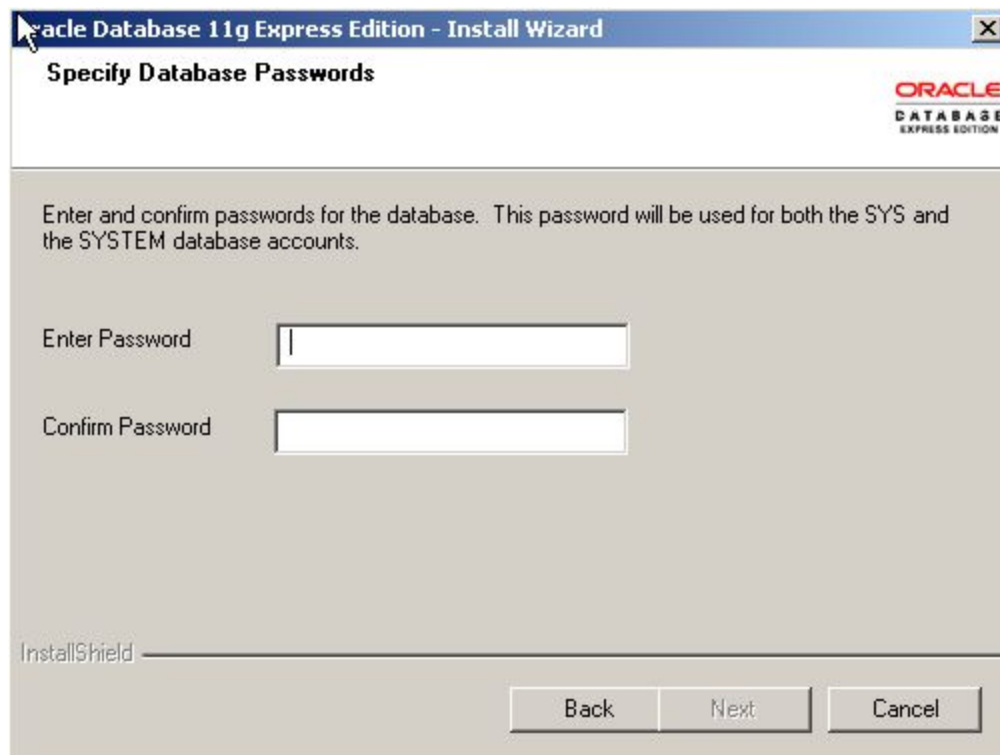 racle Database 11g Express Edition - Install Wizard
Specify Database Passwords
ORACLE
DATABASE
EXPRESS EDITION
Enter and confirm passwords for the database. This password will be used for both the SYS and
the SYSTEM database accounts.
Enter Password
Confirm Password
InstallShield
Back
Next
Cancel